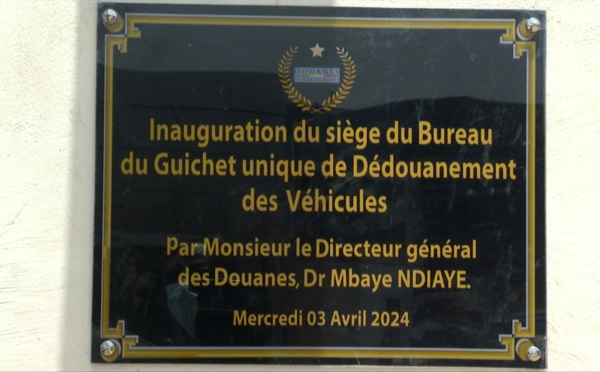 DOUANES
Inauguration du siège du Bureau
du Guichet unique de Dédouanement
des Véhicules
Par Monsieur le Directeur général
des Douanes, Dr Mbaye NDIAYE.
Mercredi 03 Avril 2024